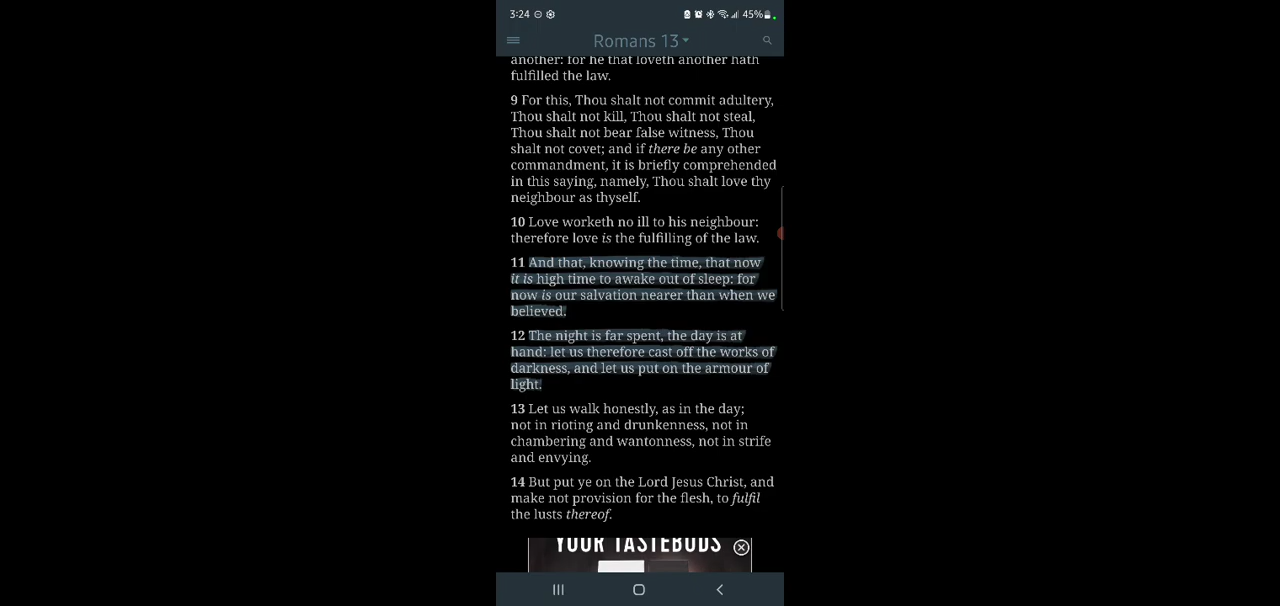 3:24 45%
Romans 13
another: for he that loveth another hath
fulfilled the law.
9 For this, Thou shalt not commit adultery,
Thou shalt not kill, Thou shalt not steal,
Thou shalt not bear false witness, Thou
shalt not covet; and if there be any other
commandment, it is briefly comprehended
in this saying, namely, Thou shalt love thy
neighbour as thyself.
10 Love worketh no ill to his neighbour:
therefore love is the fulfilling of the law.
11 And that, knowing the time, that now
it is high time to awake out of sleep: for
now is our salvation nearer than when we
believed.
12 The night is far spent, the day is at
hand: let us therefore cast off the works of
darkness, and let us put on the armour of
light.
13 Let us walk honestly, as in the day;
not in rioting and drunkenness, not in
chambering and wantonness, not in strife
and envying.
14 But put ye on the Lord Jesus Christ, and
make not provision for the flesh, to fulfil
the lusts thereof.
YOUR TASTEBUDS